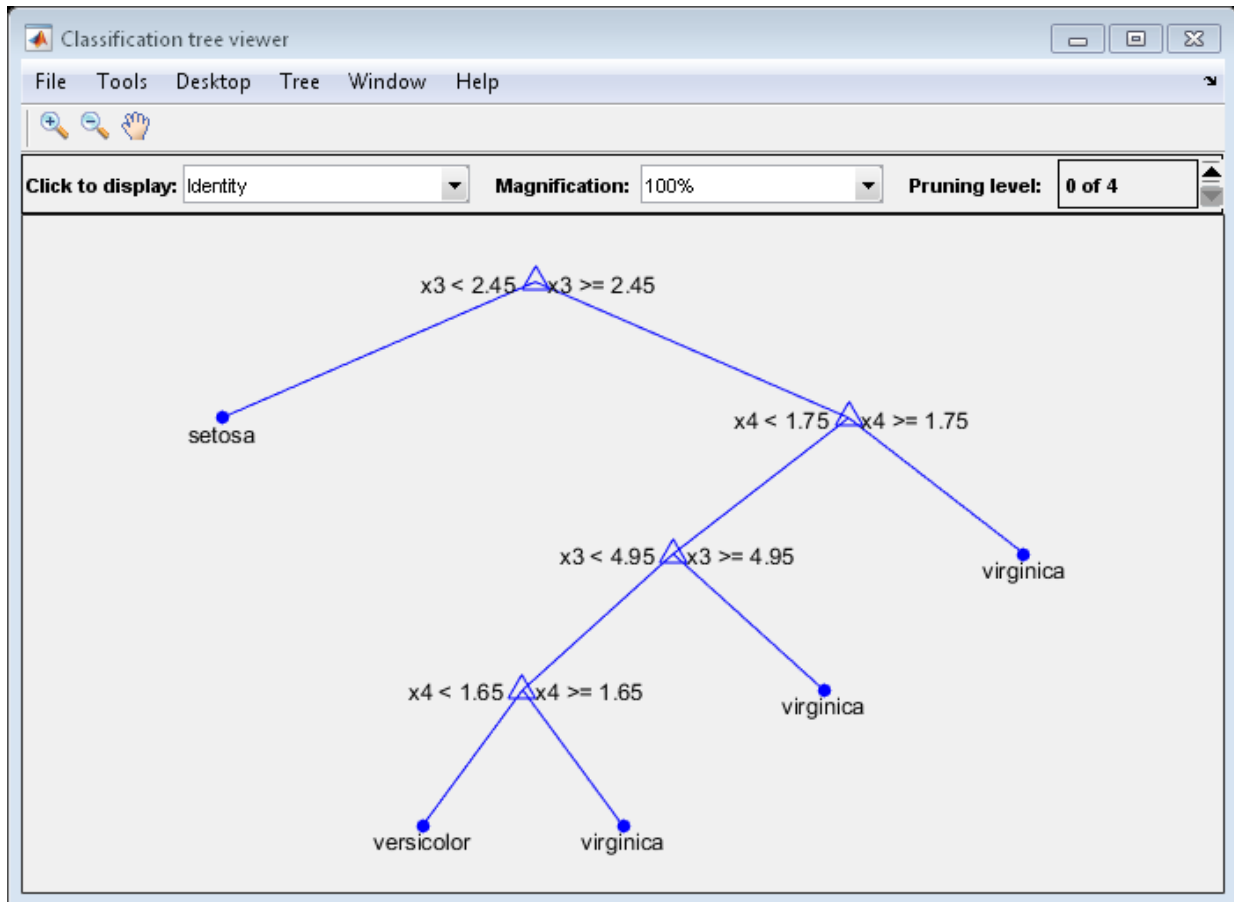 Classification tree viewer
File Tools Desktop Tree Window Help
Click to display: Identity Magnification: 100% Pruning level: 0 of 4
x3 < 2.45 x3 >= 2.45
setosa
x4 < 1.75 x4 >= 1.75
x3 < 4.95 x3 >= 4.95
virginica
x4 < 1.65 x4 >= 1.65
virginica
versicolor virginica